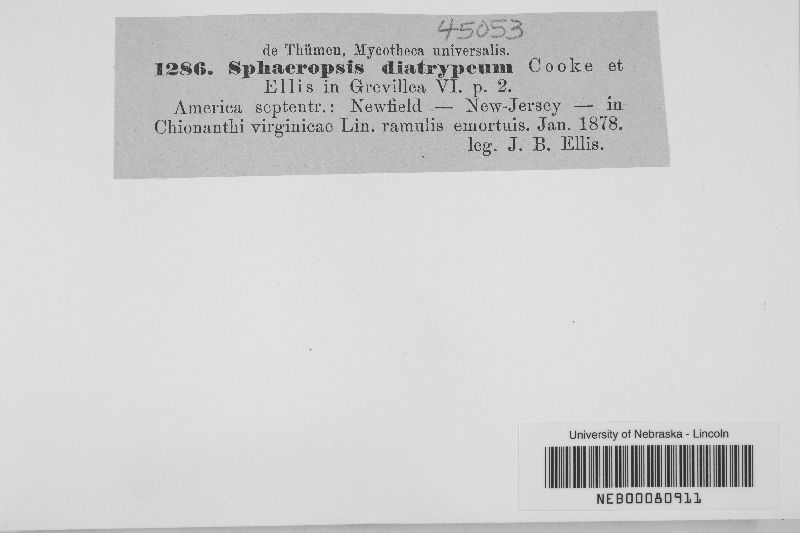 45053
de Thümen, Mycotheca universalis.
1286. Sphaeropsis diatrypeum Cooke et
Ellis in Grevillea VI. p. 2.
America septentr.: Newfield — New-Jersey — in
Chionanthi virginicae Lin. ramulis emortuis. Jan. 1878.
leg. J. B. Ellis.
University of Nebraska - Lincoln
NEB00080911